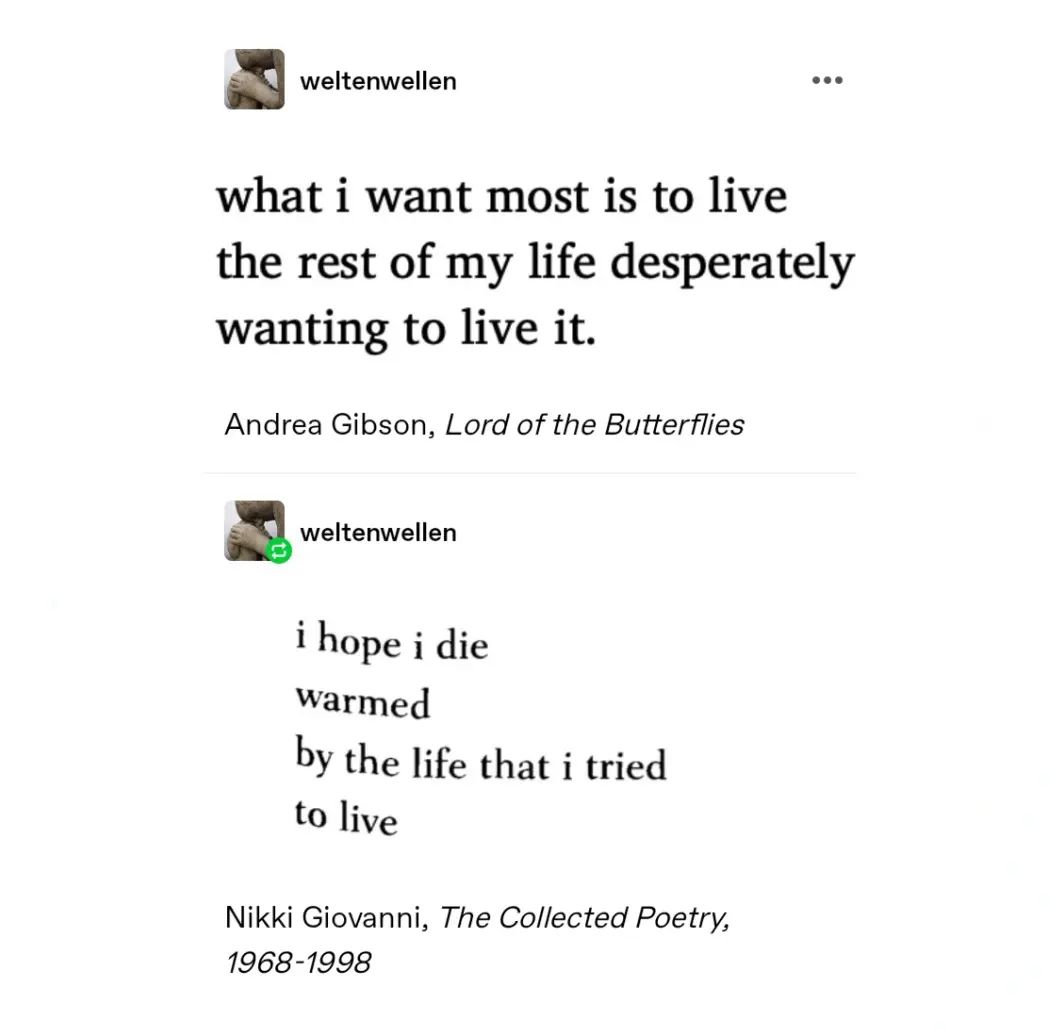 weltenwellen
what i want most is to live
the rest of my life desperately
wanting to live it.
Andrea Gibson, Lord of the Butterflies
weltenwellen
i hope i die
warmed
by the life that i tried
to live
Nikki Giovanni, The Collected Poetry,
1968-1998